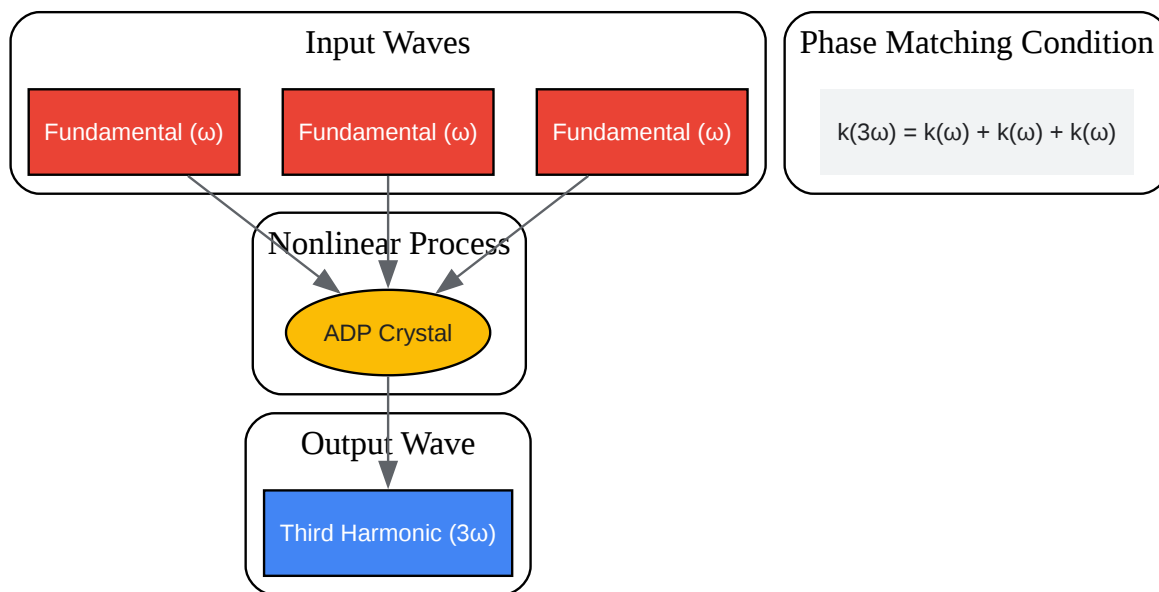 Input Waves
Fundamental (ω)
Fundamental (ω)
Fundamental (ω)
Phase Matching Condition
k(3ω) = k(ω) + k(ω) + k(ω)
Nonlinear Process
ADP Crystal
Output Wave
Third Harmonic (3ω)